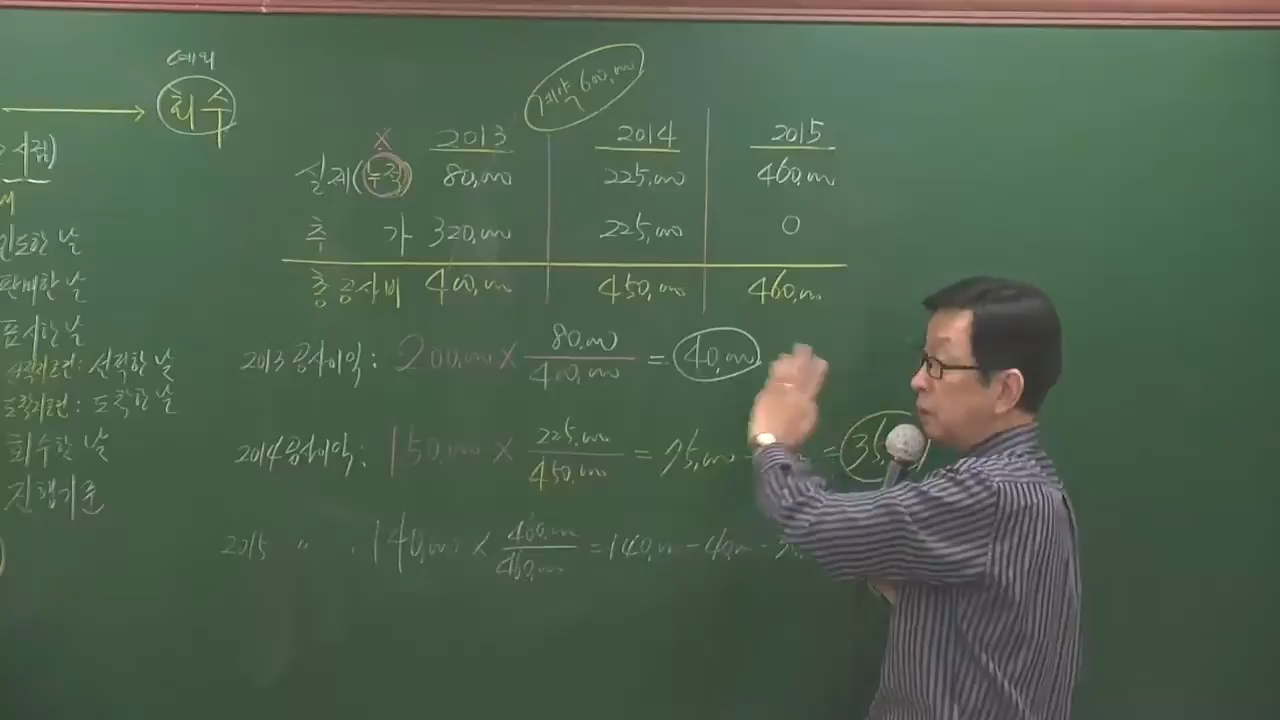 예외
회수
계약 600,000
2013 2014 2015
x
실제(누적) 80,000 225,000 460,000
추 가 320,000 225,000 0
총공사비 400,000 450,000 460,000
2013 공사이익: 200,000 x 80,000 / 400,000 = 40,000
2014 공사이익: 150,000 x 225,000 / 450,000 = 75,000 - = 35,
2015 〃 . 140,000 x 460,000 / 460,000 = 140,000 - 40,000 - 3
시점)
인도한 날
판매한 날
표시한 날
선적지조건: 선적한 날
도착지조건: 도착한 날
회수한 날
진행기준